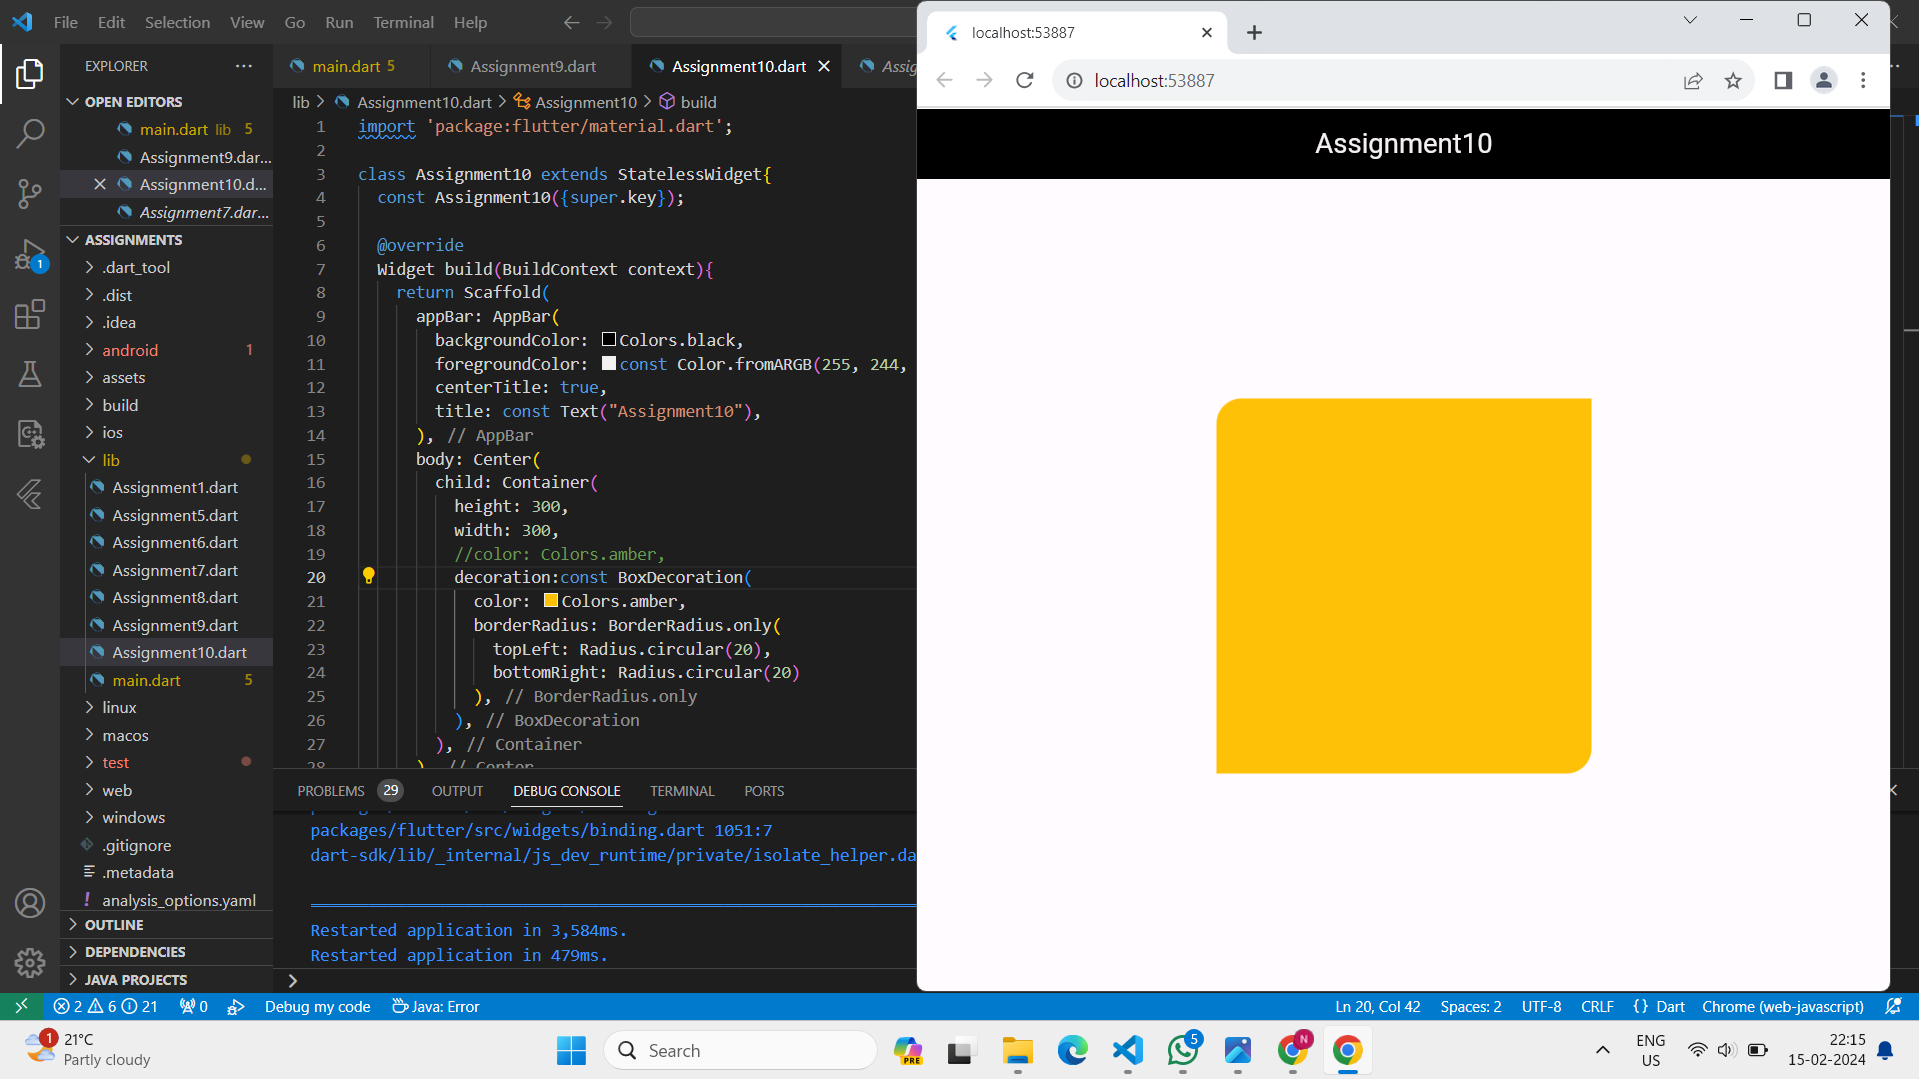 File Edit Selection View Go Run Terminal Help
EXPLORER
OPEN EDITORS
main.dart lib 5
Assignment9.dar...
Assignment10.d...
Assignment7.dar...
ASSIGNMENTS
.dart_tool
.dist
.idea
android 1
assets
build
ios
lib
Assignment1.dart
Assignment5.dart
Assignment6.dart
Assignment7.dart
Assignment8.dart
Assignment9.dart
Assignment10.dart
main.dart 5
linux
macos
test
web
windows
.gitignore
.metadata
analysis_options.yaml
OUTLINE
DEPENDENCIES
JAVA PROJECTS
main.dart 5 Assignment9.dart Assignment10.dart
lib > Assignment10.dart > Assignment10 > build
1 import 'package:flutter/material.dart';
2
3 class Assignment10 extends StatelessWidget{
4 const Assignment10({super.key});
5
6 @override
7 Widget build(BuildContext context){
8 return Scaffold(
9 appBar: AppBar(
10 backgroundColor: Colors.black,
11 foregroundColor: const Color.fromARGB(255, 244,
12 centerTitle: true,
13 title: const Text("Assignment10"),
14 ), // AppBar
15 body: Center(
16 child: Container(
17 height: 300,
18 width: 300,
19 //color: Colors.amber,
20 decoration:const BoxDecoration(
21 color: Colors.amber,
22 borderRadius: BorderRadius.only(
23 topLeft: Radius.circular(20),
24 bottomRight: Radius.circular(20)
25 ), // BorderRadius.only
26 ), // BoxDecoration
27 ), // Container
28 ) // Center
PROBLEMS 29 OUTPUT DEBUG CONSOLE TERMINAL PORTS
packages/flutter/src/widgets/binding.dart 1051:7
dart-sdk/lib/_internal/js_dev_runtime/private/isolate_helper.da
Restarted application in 3,584ms.
Restarted application in 479ms.
localhost:53887
localhost:53887
Assignment10
2 6 21 0 Debug my code Java: Error
Ln 20, Col 42 Spaces: 2 UTF-8 CRLF {} Dart Chrome (web-javascript)
1
21°C
Partly cloudy
Search
PRE
5
N
ENG
US
22:15
15-02-2024